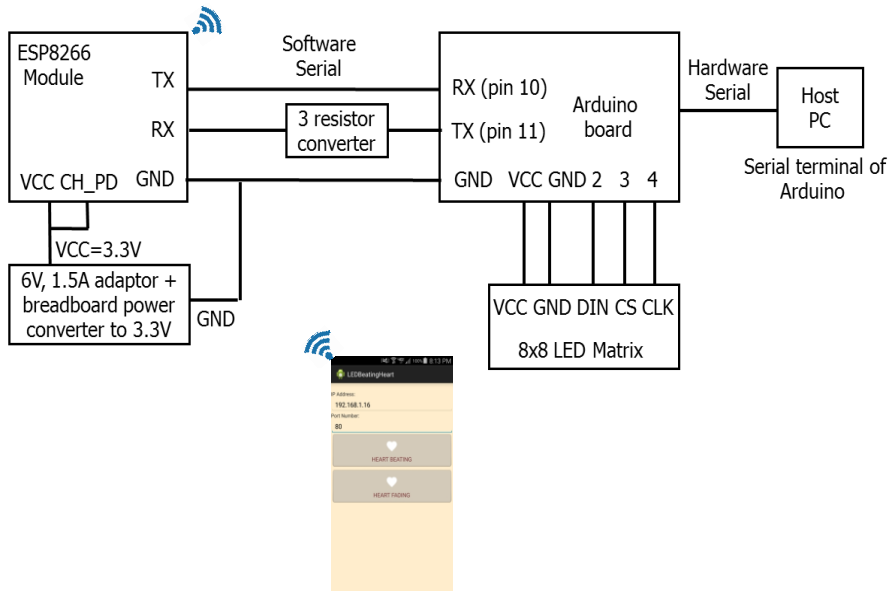 ESP8266
Module
TX
RX
VCC CH_PD GND
Software
Serial
3 resistor
converter
RX (pin 10)
TX (pin 11)
Arduino
board
GND VCC GND 2 3 4
Hardware
Serial
Host
PC
Serial terminal of
Arduino
VCC=3.3V
6V, 1.5A adaptor +
breadboard power
converter to 3.3V
GND
VCC GND DIN CS CLK
8x8 LED Matrix
8:13 PM
LEDBeatingHeart
IP Address:
192.168.1.16
Port Number:
80
HEART BEATING
HEART FADING